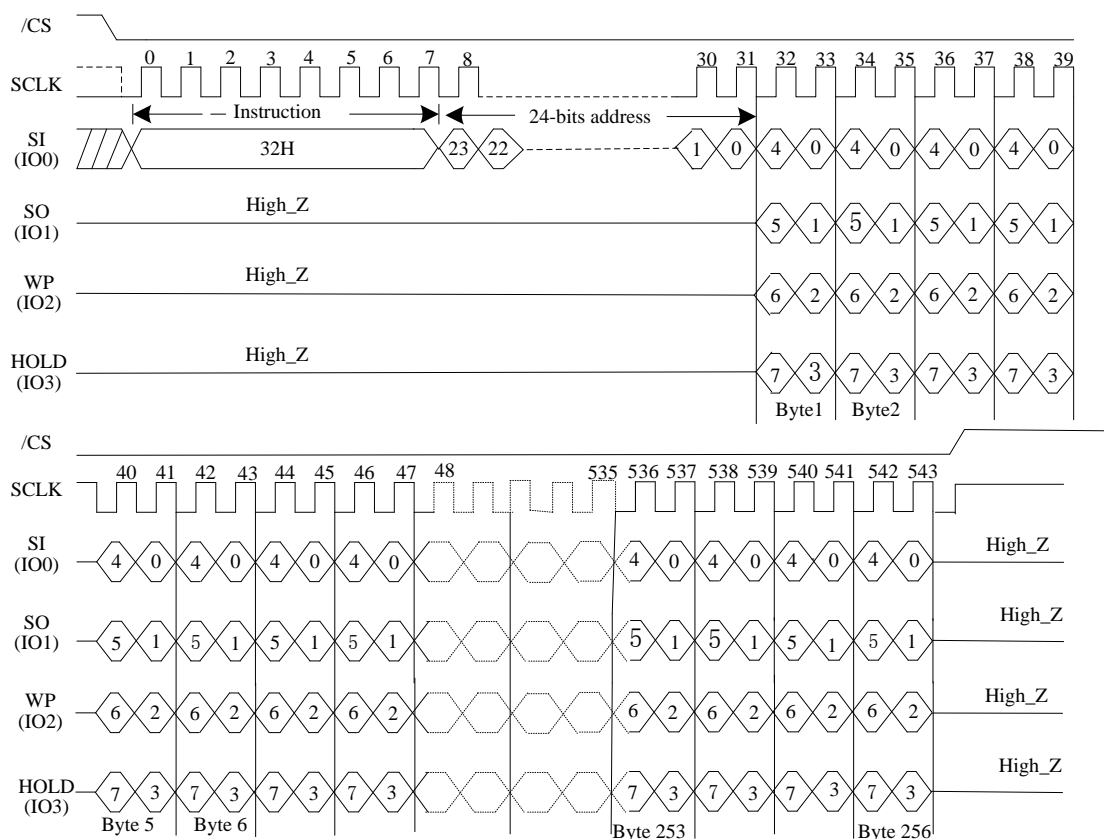 /CS
0 1 2 3 4 5 6 7 8 30 31 32 33 34 35 36 37 38 39
SCLK
Instruction 24-bits address
SI
(IO0)
32H 23 22 1 0 4 0 4 0 4 0 4 0
SO
(IO1)
High_Z 5 1 5 1 5 1 5 1
WP
(IO2)
High_Z 6 2 6 2 6 2 6 2
HOLD
(IO3)
High_Z 7 3 7 3 7 3 7 3
Byte1 Byte2
/CS
40 41 42 43 44 45 46 47 48 535 536 537 538 539 540 541 542 543
SCLK
SI
(IO0)
4 0 4 0 4 0 4 0 4 0 4 0 4 0 4 0 High_Z
SO
(IO1)
5 1 5 1 5 1 5 1 5 1 5 1 5 1 5 1 High_Z
WP
(IO2)
6 2 6 2 6 2 6 2 6 2 6 2 6 2 6 2 High_Z
HOLD
(IO3)
7 3 7 3 7 3 7 3 7 3 7 3 7 3 7 3 High_Z
Byte 5 Byte 6 Byte 253 Byte 256